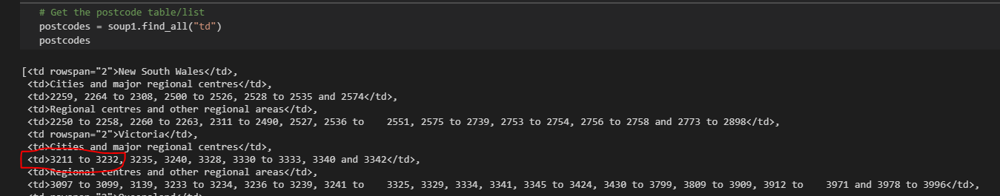 # Get the postcode table/list
postcodes = soup1.find_all("td")
postcodes
[<td rowspan="2">New South Wales</td>,
<td>Cities and major regional centres</td>,
<td>2259, 2264 to 2308, 2500 to 2526, 2528 to 2535 and 2574</td>,
<td>Regional centres and other regional areas</td>,
<td>2250 to 2258, 2260 to 2263, 2311 to 2490, 2527, 2536 to    2551, 2575 to 2739, 2753 to 2754, 2756 to 2758 and 2773 to 2898</td>,
<td rowspan="2">Victoria</td>,
<td>Cities and major regional centres</td>,
<td>3211 to 3232, 3235, 3240, 3328, 3330 to 3333, 3340 and 3342</td>,
<td>Regional centres and other regional areas</td>,
<td>3097 to 3099, 3139, 3233 to 3234, 3236 to 3239, 3241 to    3325, 3329, 3334, 3341, 3345 to 3424, 3430 to 3799, 3809 to 3909, 3912 to    3971 and 3978 to 3996</td>,
<td rowspan="2">Queensland</td>,